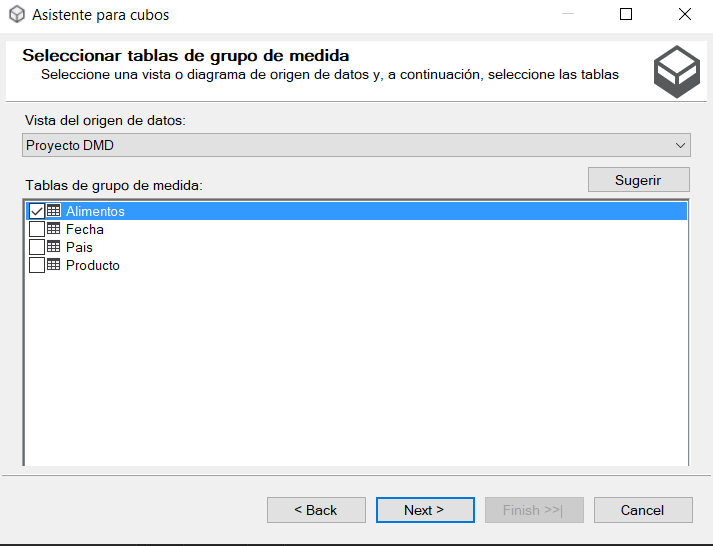 Asistente para cubos
Seleccionar tablas de grupo de medida
Seleccione una vista o diagrama de origen de datos y, a continuación, seleccione las tablas
Vista del origen de datos:
Proyecto DMD
Sugerir
Tablas de grupo de medida:
Alimentos
Fecha
Pais
Producto
< Back
Next >
Finish >>|
Cancel